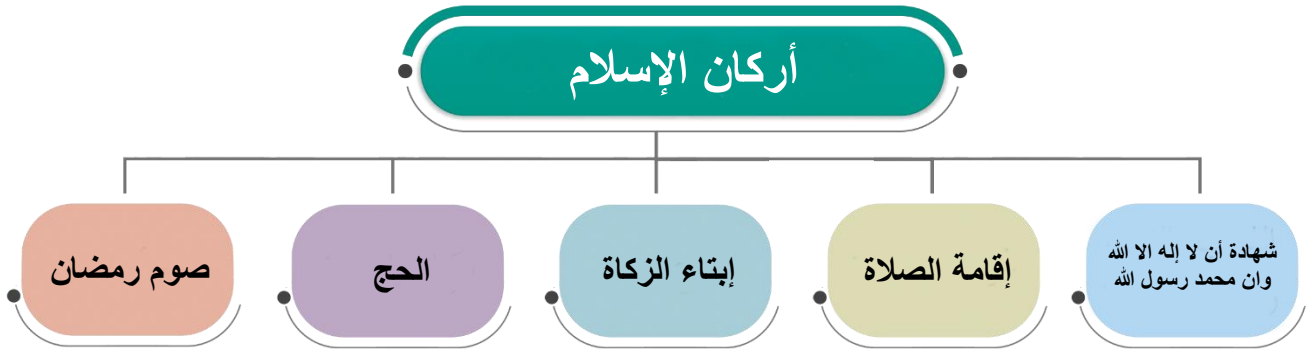 أركان الإسلام
شهادة أن لا إله الا الله
وان محمد رسول الله
إقامة الصلاة
إبتاء الزكاة
الحج
صوم رمضان